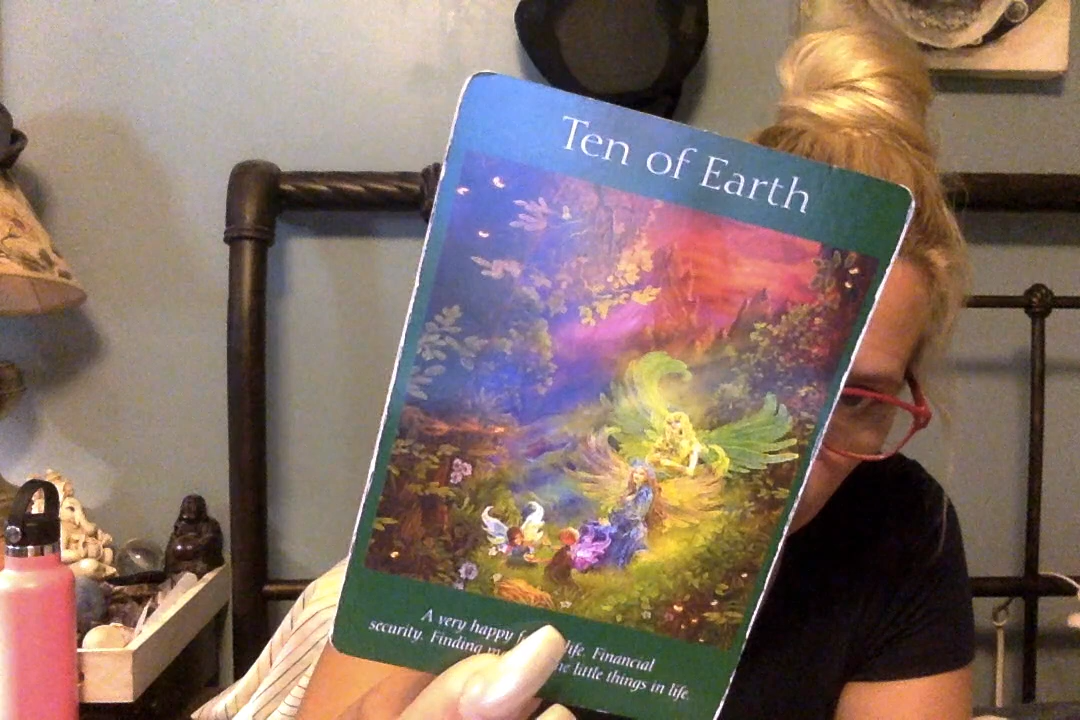 Ten of Earth
A very happy life. Financial
security. Finding the little things in life.